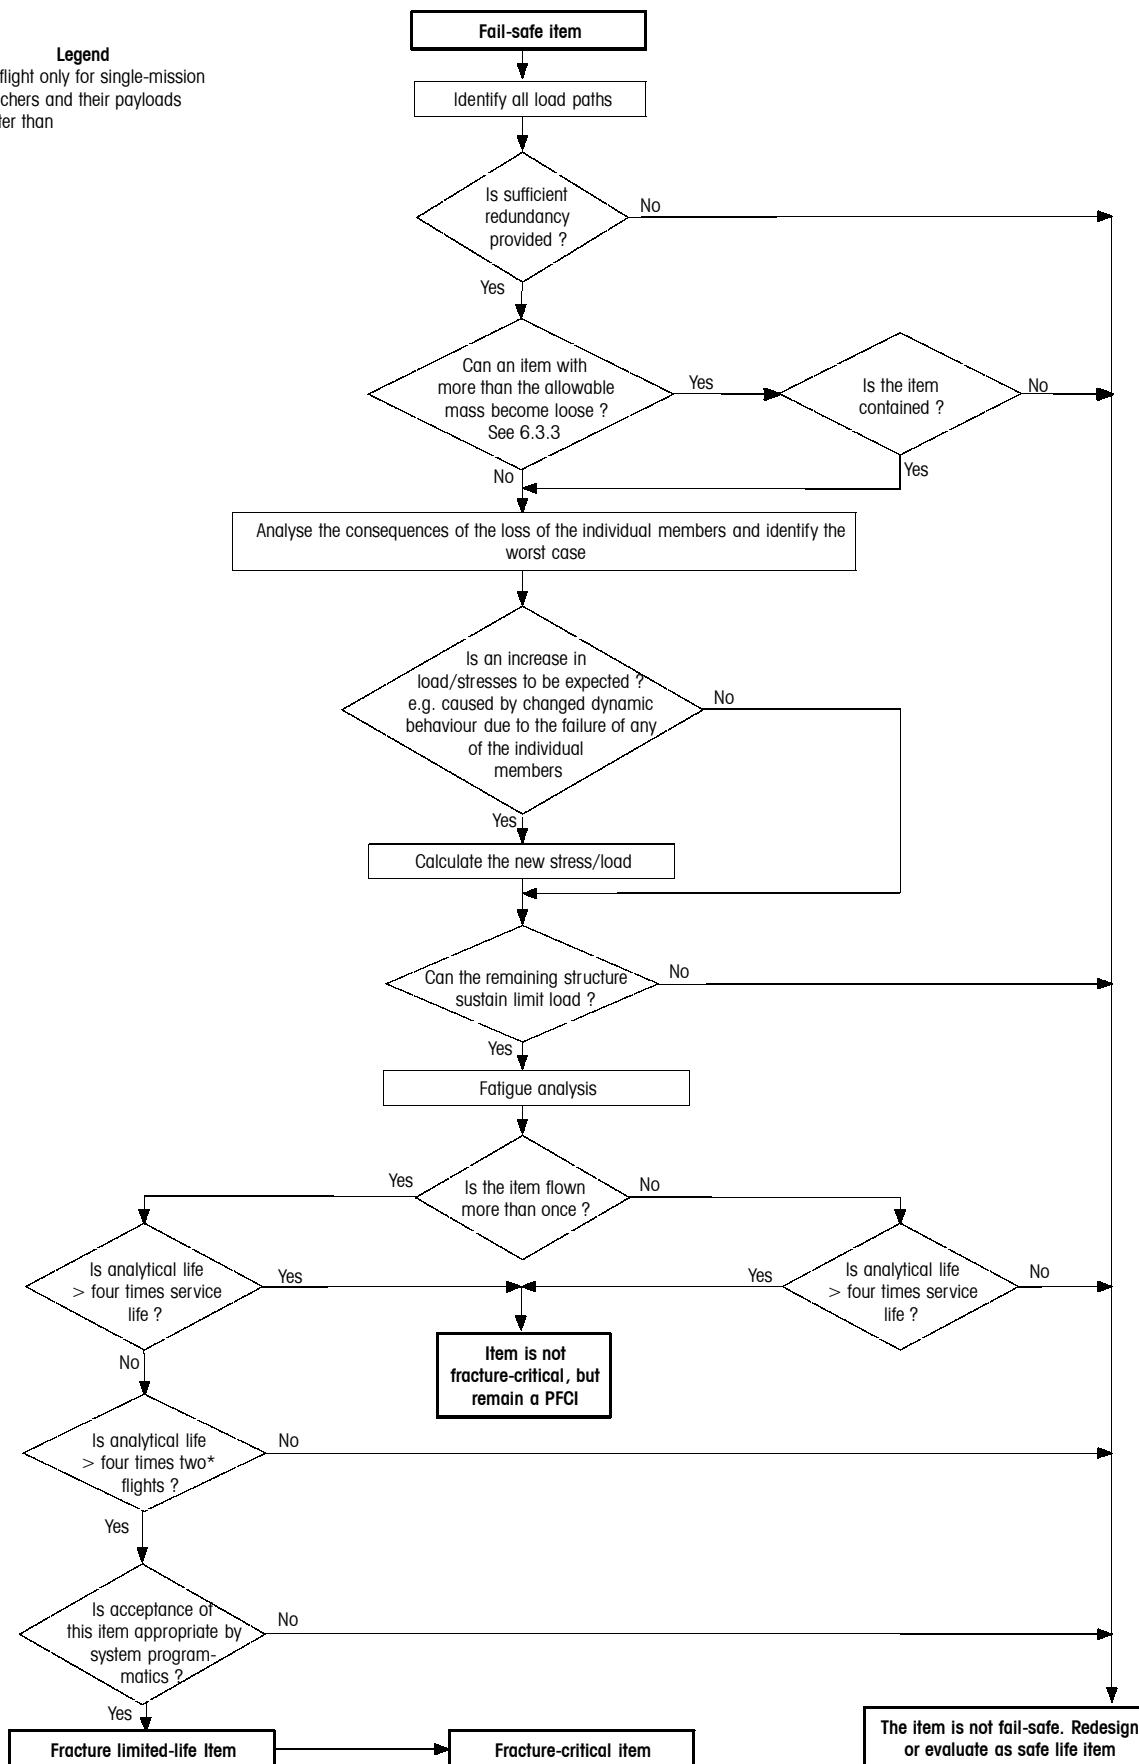 Fail-safe item
Legend
flight only for single-mission
chers and their payloads
ter than
Identify all load paths
Is sufficient
redundancy
provided ?
No
Yes
Can an item with
more than the allowable
mass become loose ?
See 6.3.3
Yes
Is the item
contained ?
No
No
Yes
Analyse the consequences of the loss of the individual members and identify the
worst case
Is an increase in
load/stresses to be expected ?
e.g. caused by changed dynamic
behaviour due to the failure of any
of the individual
members
No
Yes
Calculate the new stress/load
Can the remaining structure
sustain limit load ?
No
Yes
Fatigue analysis
Yes
Is the item flown
more than once ?
No
Is analytical life
> four times service
life ?
Yes
Yes
Is analytical life
> four times service
life ?
No
No
Item is not
fracture-critical, but
remain a PFCI
Is analytical life
> four times two*
flights ?
No
Yes
Is acceptance of
this item appropriate by
system program-
matics ?
No
Yes
Fracture limited-life Item
Fracture-critical item
The item is not fail-safe. Redesign
or evaluate as safe life item